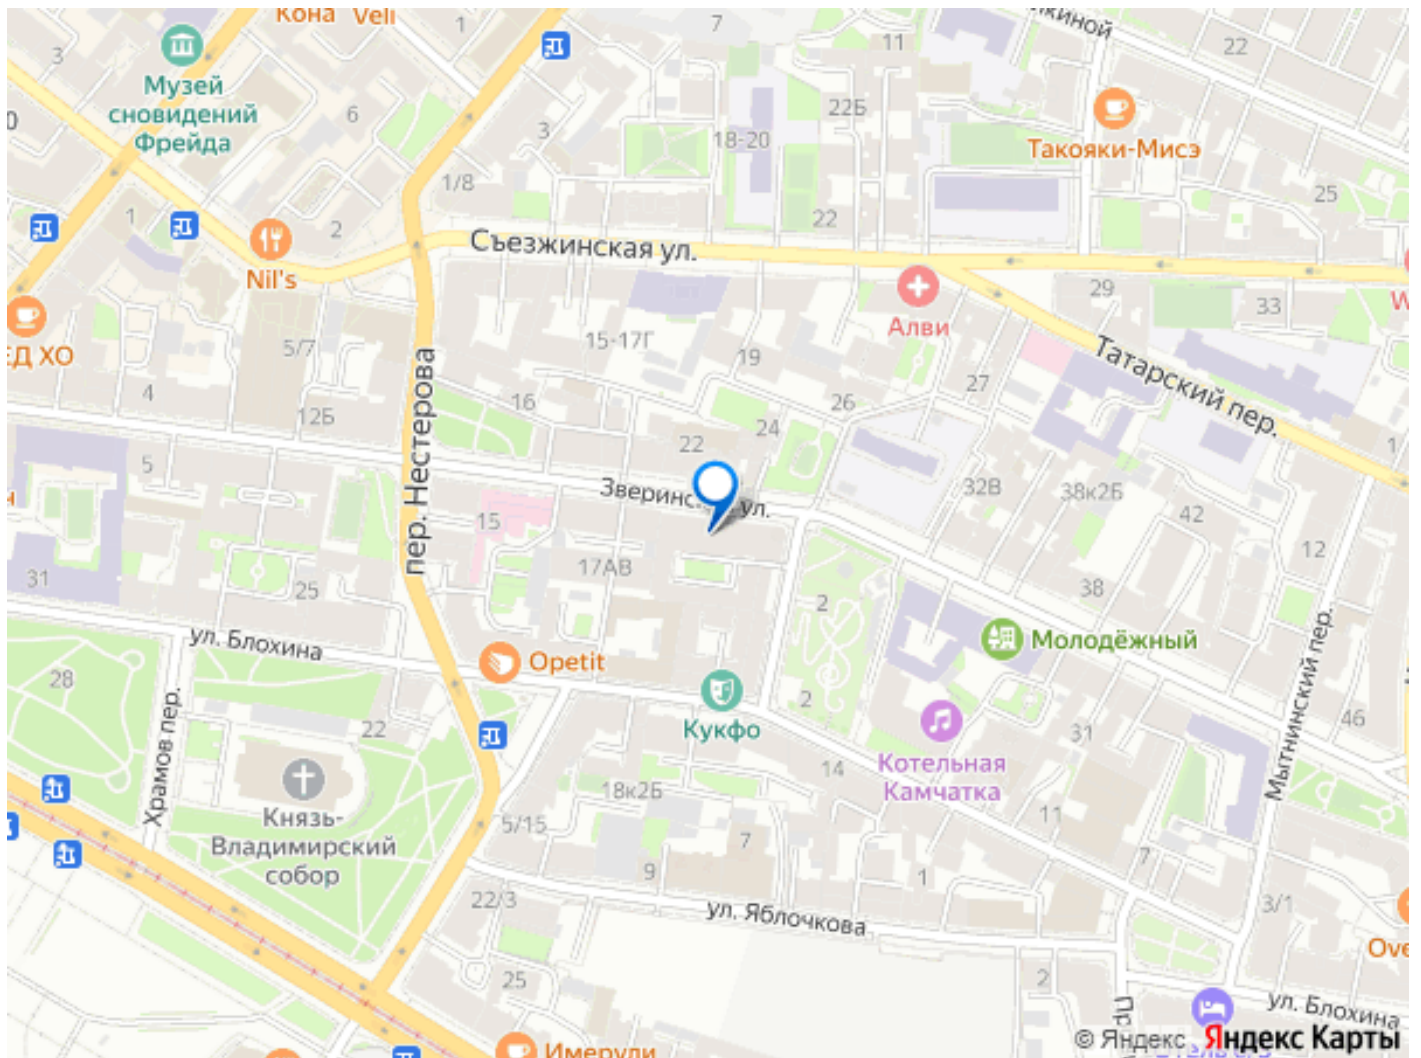 Кона
Veli
1
7
11
22
3
Музей
сновидений
Фрейда
6
3
22Б
18-20
Такояки-Мисэ
0
1/8
25
1
2
22
Nil's
Съезжинская ул.
Алви
29
33
ЕД ХО
5/7
15-17Г
19
Татарский пер.
27
4
12Б
16
26
22
24
пер. Нестерова
5
Зверинс
ул.
32В
38к2Б
42
1
15
17АВ
12
31
25
2
38
ул. Блохина
Opetit
Молодёжный
28
22
Храмов пер.
Кукфо
2
Котельная
Камчатка
31
46
Мытнинский пер.
Князь-
Владимирский
собор
18к2Б
14
5/15
7
11
7
9
1
22/3
ул. Яблочкова
3/1
Ove
25
2
ул. Блохина
Имерули
© Яндекс
Яндекс Карты